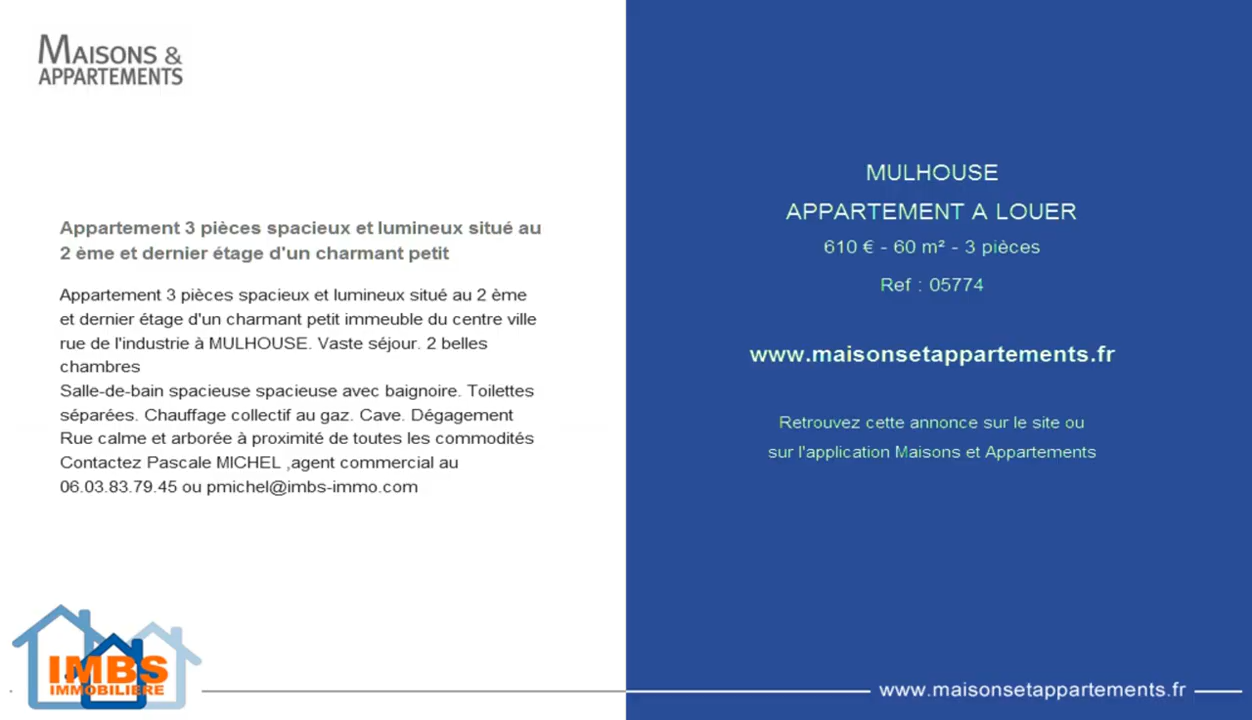 MAISONS &
APPARTEMENTS
Appartement 3 pièces spacieux et lumineux situé au
2 ème et dernier étage d'un charmant petit
Appartement 3 pièces spacieux et lumineux situé au 2 ème
et dernier étage d'un charmant petit immeuble du centre ville
rue de l'industrie à MULHOUSE. Vaste séjour. 2 belles
chambres
Salle-de-bain spacieuse spacieuse avec baignoire. Toilettes
séparées. Chauffage collectif au gaz. Cave. Dégagement
Rue calme et arborée à proximité de toutes les commodités
Contactez Pascale MICHEL ,agent commercial au
06.03.83.79.45 ou pmichel@imbs-immo.com
IMBS
IMMOBILIERE
MULHOUSE
APPARTEMENT A LOUER
610 € - 60 m² - 3 pièces
Ref : 05774
www.maisonsetappartements.fr
Retrouvez cette annonce sur le site ou
sur l'application Maisons et Appartements
www.maisonsetappartements.fr